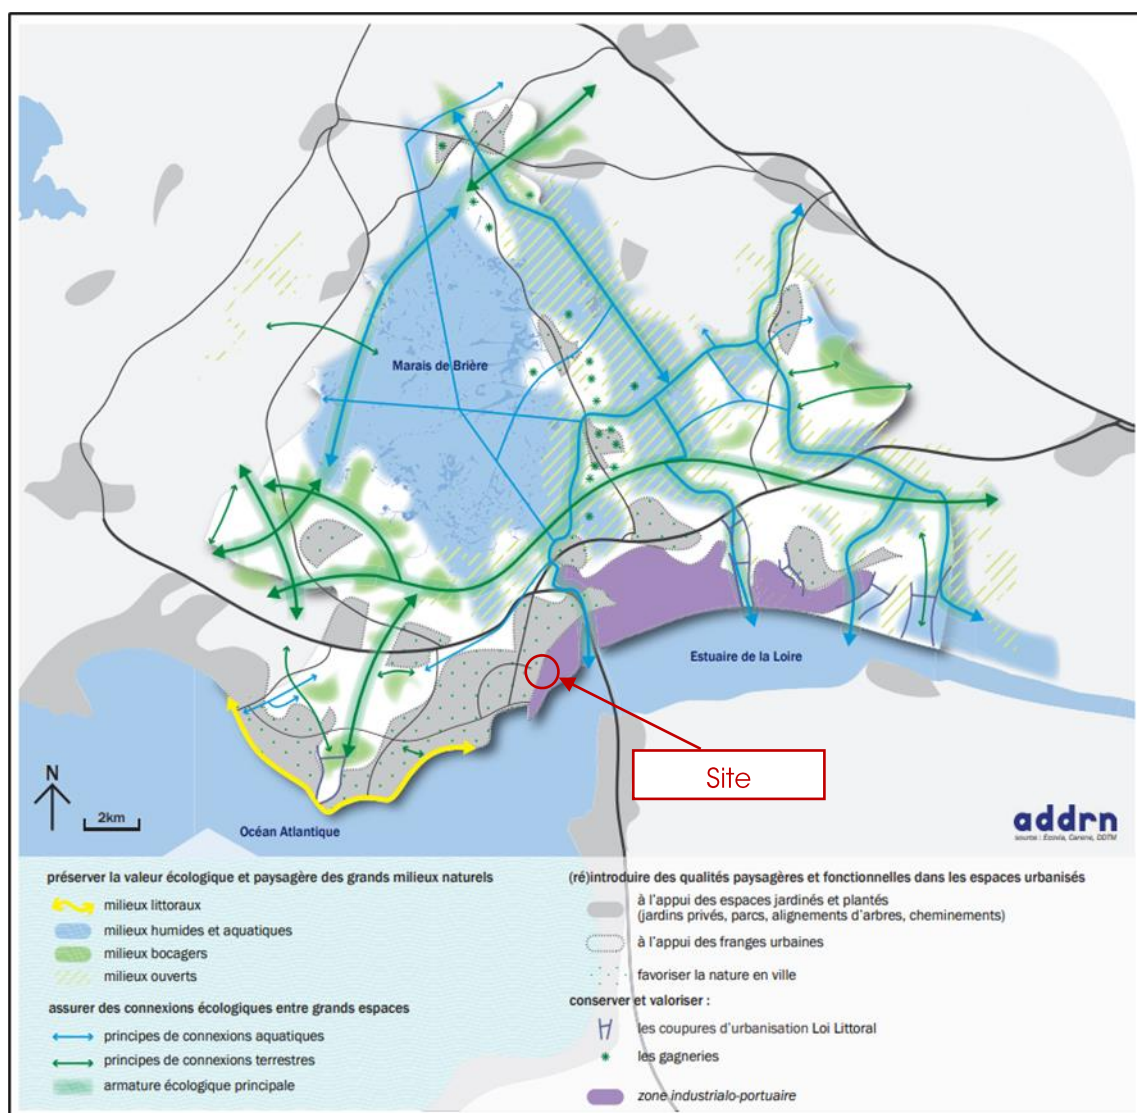 Marais de Brière
Estuaire de la Loire
Site
N
2km
Océan Atlantique
addrn
source : Ecovia, Carene, DDTM
préserver la valeur écologique et paysagère des grands milieux naturels
milieux littoraux
milieux humides et aquatiques
milieux bocagers
milieux ouverts
assurer des connexions écologiques entre grands espaces
principes de connexions aquatiques
principes de connexions terrestres
armature écologique principale
(ré)introduire des qualités paysagères et fonctionnelles dans les espaces urbanisés
à l'appui des espaces jardinés et plantés
(jardins privés, parcs, alignements d'arbres, cheminements)
à l'appui des franges urbaines
favoriser la nature en ville
conserver et valoriser :
les coupures d'urbanisation Loi Littoral
les gagneries
zone industrialo-portuaire